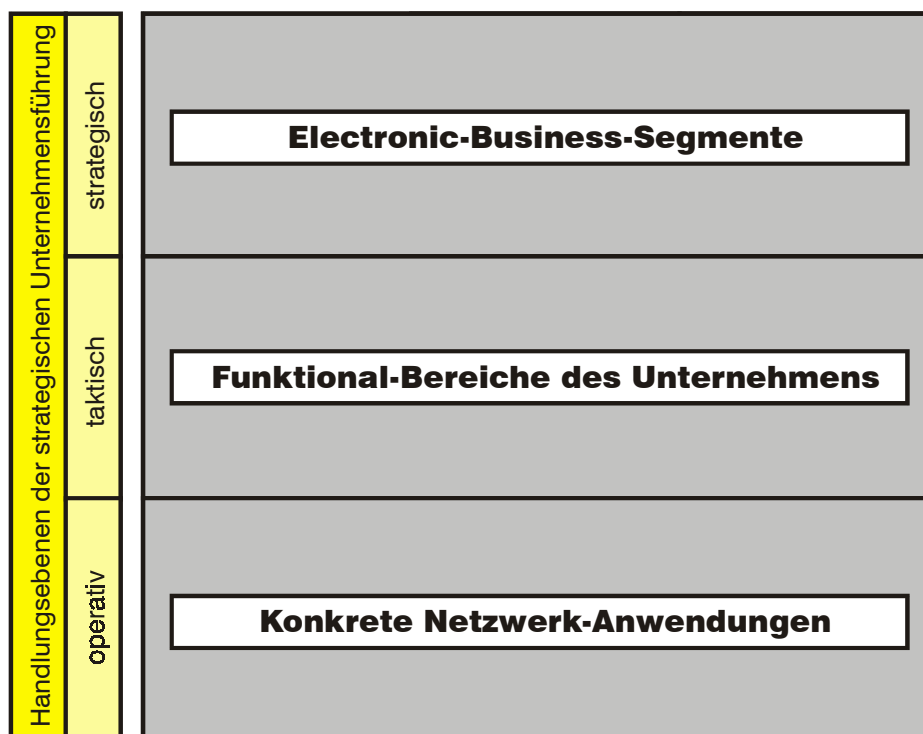 Handlungsebenen der strategischen Unternehmensführung
strategisch
Electronic-Business-Segmente
taktisch
Funktional-Bereiche des Unternehmens
operativ
Konkrete Netzwerk-Anwendungen